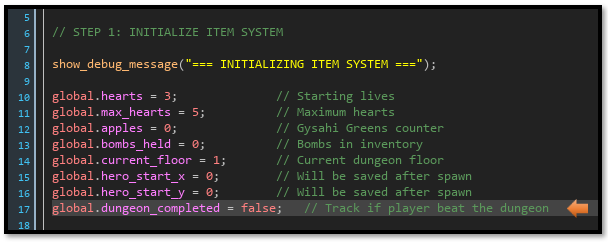 5
6 // STEP 1: INITIALIZE ITEM SYSTEM
7
8 show_debug_message("=== INITIALIZING ITEM SYSTEM ===");
9
10 global.hearts = 3; // Starting lives
11 global.max_hearts = 5; // Maximum hearts
12 global.apples = 0; // Gysahi Greens counter
13 global.bombs_held = 0; // Bombs in inventory
14 global.current_floor = 1; // Current dungeon floor
15 global.hero_start_x = 0; // Will be saved after spawn
16 global.hero_start_y = 0; // Will be saved after spawn
17 global.dungeon_completed = false; // Track if player beat the dungeon
18